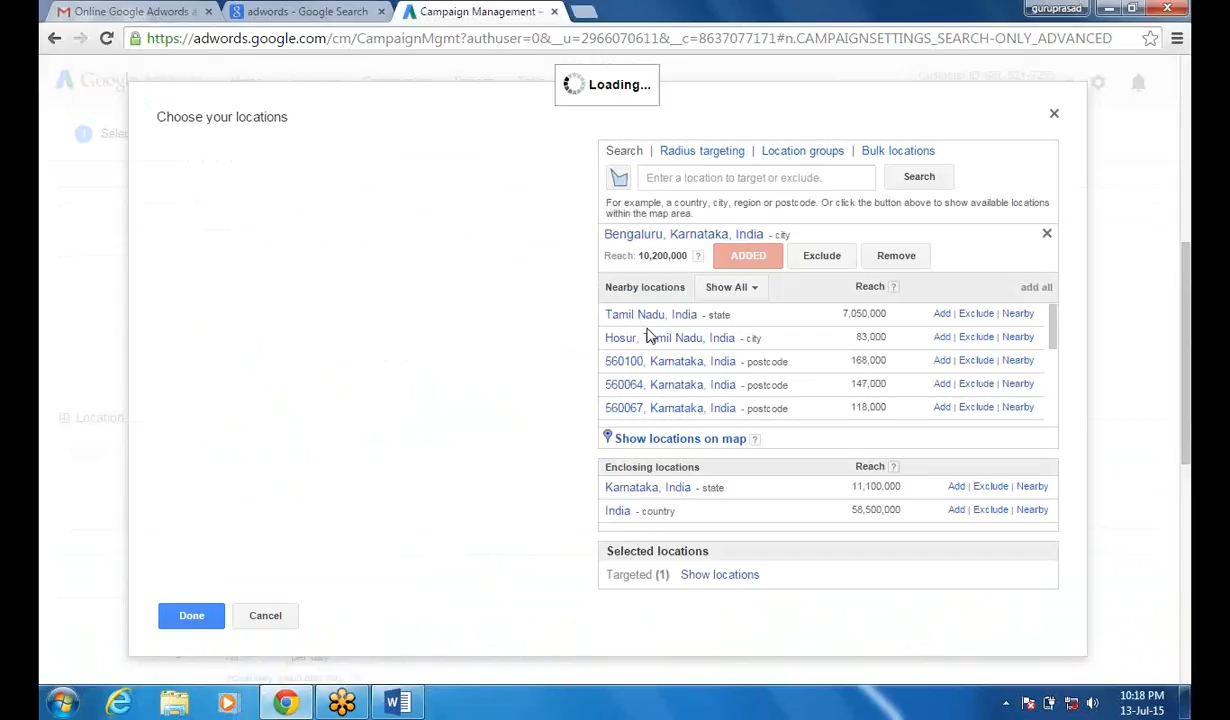 Online Google Adwords a
adwords - Google Search
Campaign Management -
guruprasad
https://adwords.google.com/cm/CampaignMgmt?authuser=0&__u=2966070611&__c=8637077171#n.CAMPAIGNSETTINGS_SEARCH-ONLY_ADVANCED
Loading...
Choose your locations
Search | Radius targeting | Location groups | Bulk locations
Enter a location to target or exclude. Search
For example, a country, city, region or postcode. Or click the button above to show available locations
within the map area.
Bengaluru, Karnataka, India - city
Reach: 10,200,000 ? ADDED Exclude Remove
Nearby locations Show All Reach ? add all
Tamil Nadu, India - state 7,050,000 Add | Exclude | Nearby
Hosur, Tamil Nadu, India - city 83,000 Add | Exclude | Nearby
560100, Karnataka, India - postcode 168,000 Add | Exclude | Nearby
560064, Karnataka, India - postcode 147,000 Add | Exclude | Nearby
560067, Karnataka, India - postcode 118,000 Add | Exclude | Nearby
Show locations on map ?
Enclosing locations Reach ?
Karnataka, India - state 11,100,000 Add | Exclude | Nearby
India - country 58,500,000 Add | Exclude | Nearby
Selected locations
Targeted (1) Show locations
Done Cancel
Location
10:18 PM
13-Jul-15